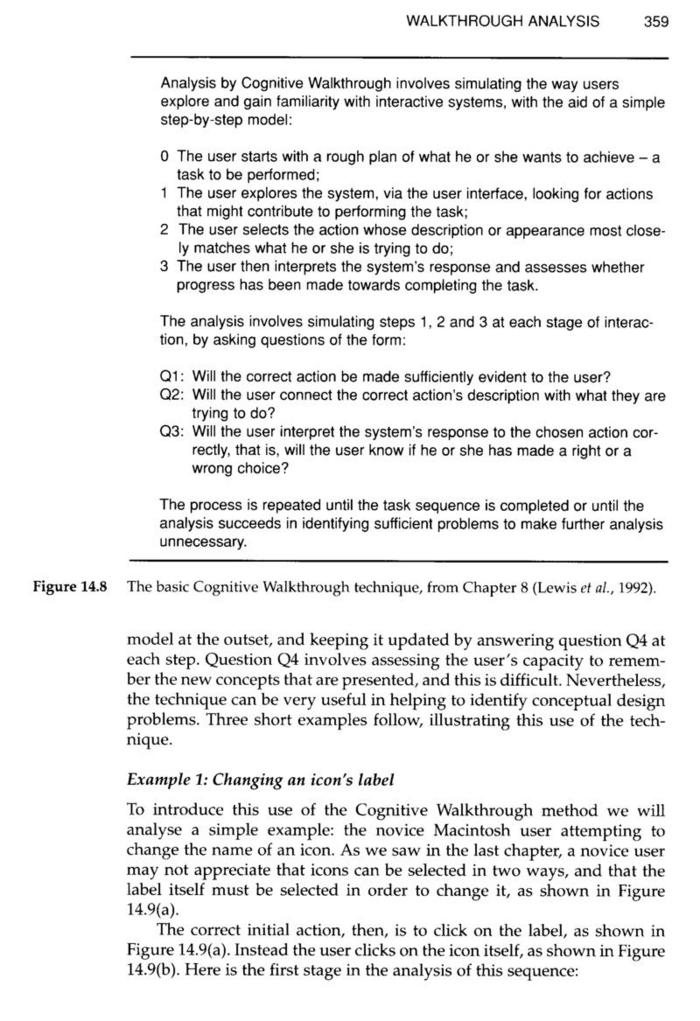 WALKTHROUGH ANALYSIS 359
Analysis by Cognitive Walkthrough involves simulating the way users
explore and gain familiarity with interactive systems, with the aid of a simple
step-by-step model:
0 The user starts with a rough plan of what he or she wants to achieve – a
task to be performed;
1 The user explores the system, via the user interface, looking for actions
that might contribute to performing the task;
2 The user selects the action whose description or appearance most close-
ly matches what he or she is trying to do;
3 The user then interprets the system's response and assesses whether
progress has been made towards completing the task.
The analysis involves simulating steps 1, 2 and 3 at each stage of interac-
tion, by asking questions of the form:
Q1: Will the correct action be made sufficiently evident to the user?
Q2: Will the user connect the correct action's description with what they are
trying to do?
Q3: Will the user interpret the system's response to the chosen action cor-
rectly, that is, will the user know if he or she has made a right or a
wrong choice?
The process is repeated until the task sequence is completed or until the
analysis succeeds in identifying sufficient problems to make further analysis
unnecessary.
Figure 14.8 The basic Cognitive Walkthrough technique, from Chapter 8 (Lewis et al., 1992).
model at the outset, and keeping it updated by answering question Q4 at
each step. Question Q4 involves assessing the user's capacity to remem-
ber the new concepts that are presented, and this is difficult. Nevertheless,
the technique can be very useful in helping to identify conceptual design
problems. Three short examples follow, illustrating this use of the tech-
nique.
Example 1: Changing an icon's label
To introduce this use of the Cognitive Walkthrough method we will
analyse a simple example: the novice Macintosh user attempting to
change the name of an icon. As we saw in the last chapter, a novice user
may not appreciate that icons can be selected in two ways, and that the
label itself must be selected in order to change it, as shown in Figure
14.9(a).
The correct initial action, then, is to click on the label, as shown in
Figure 14.9(a). Instead the user clicks on the icon itself, as shown in Figure
14.9(b). Here is the first stage in the analysis of this sequence: